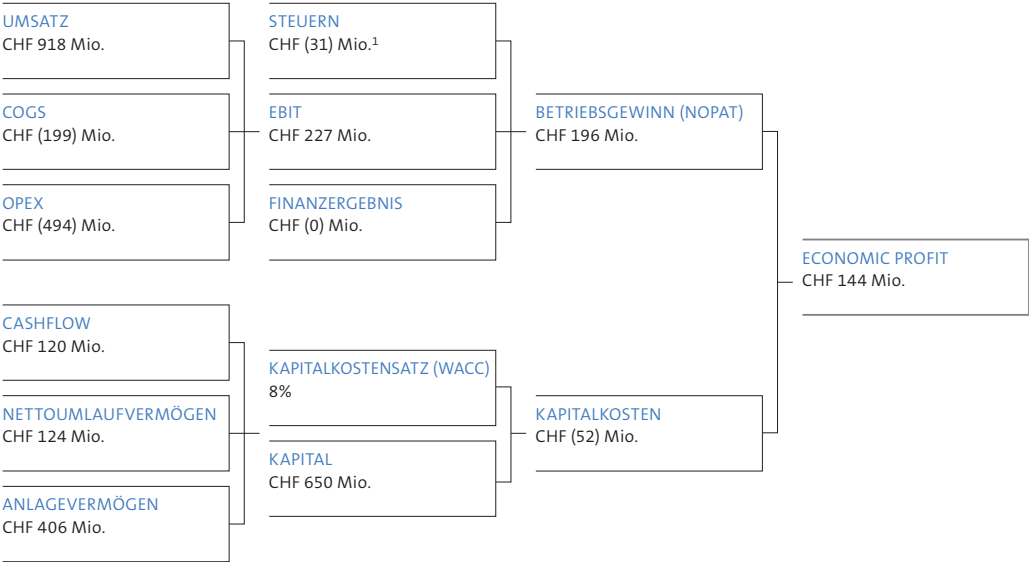 UMSATZ
CHF 918 Mio.
COGS
CHF (199) Mio.
OPEX
CHF (494) Mio.
STEUERN
CHF (31) Mio.¹
EBIT
CHF 227 Mio.
FINANZERGEBNIS
CHF (0) Mio.
BETRIEBSGEWINN (NOPAT)
CHF 196 Mio.
CASHFLOW
CHF 120 Mio.
NETTOUMLAUFVERMÖGEN
CHF 124 Mio.
ANLAGEVERMÖGEN
CHF 406 Mio.
KAPITALKOSTENSATZ (WACC)
8%
KAPITAL
CHF 650 Mio.
KAPITALKOSTEN
CHF (52) Mio.
ECONOMIC PROFIT
CHF 144 Mio.